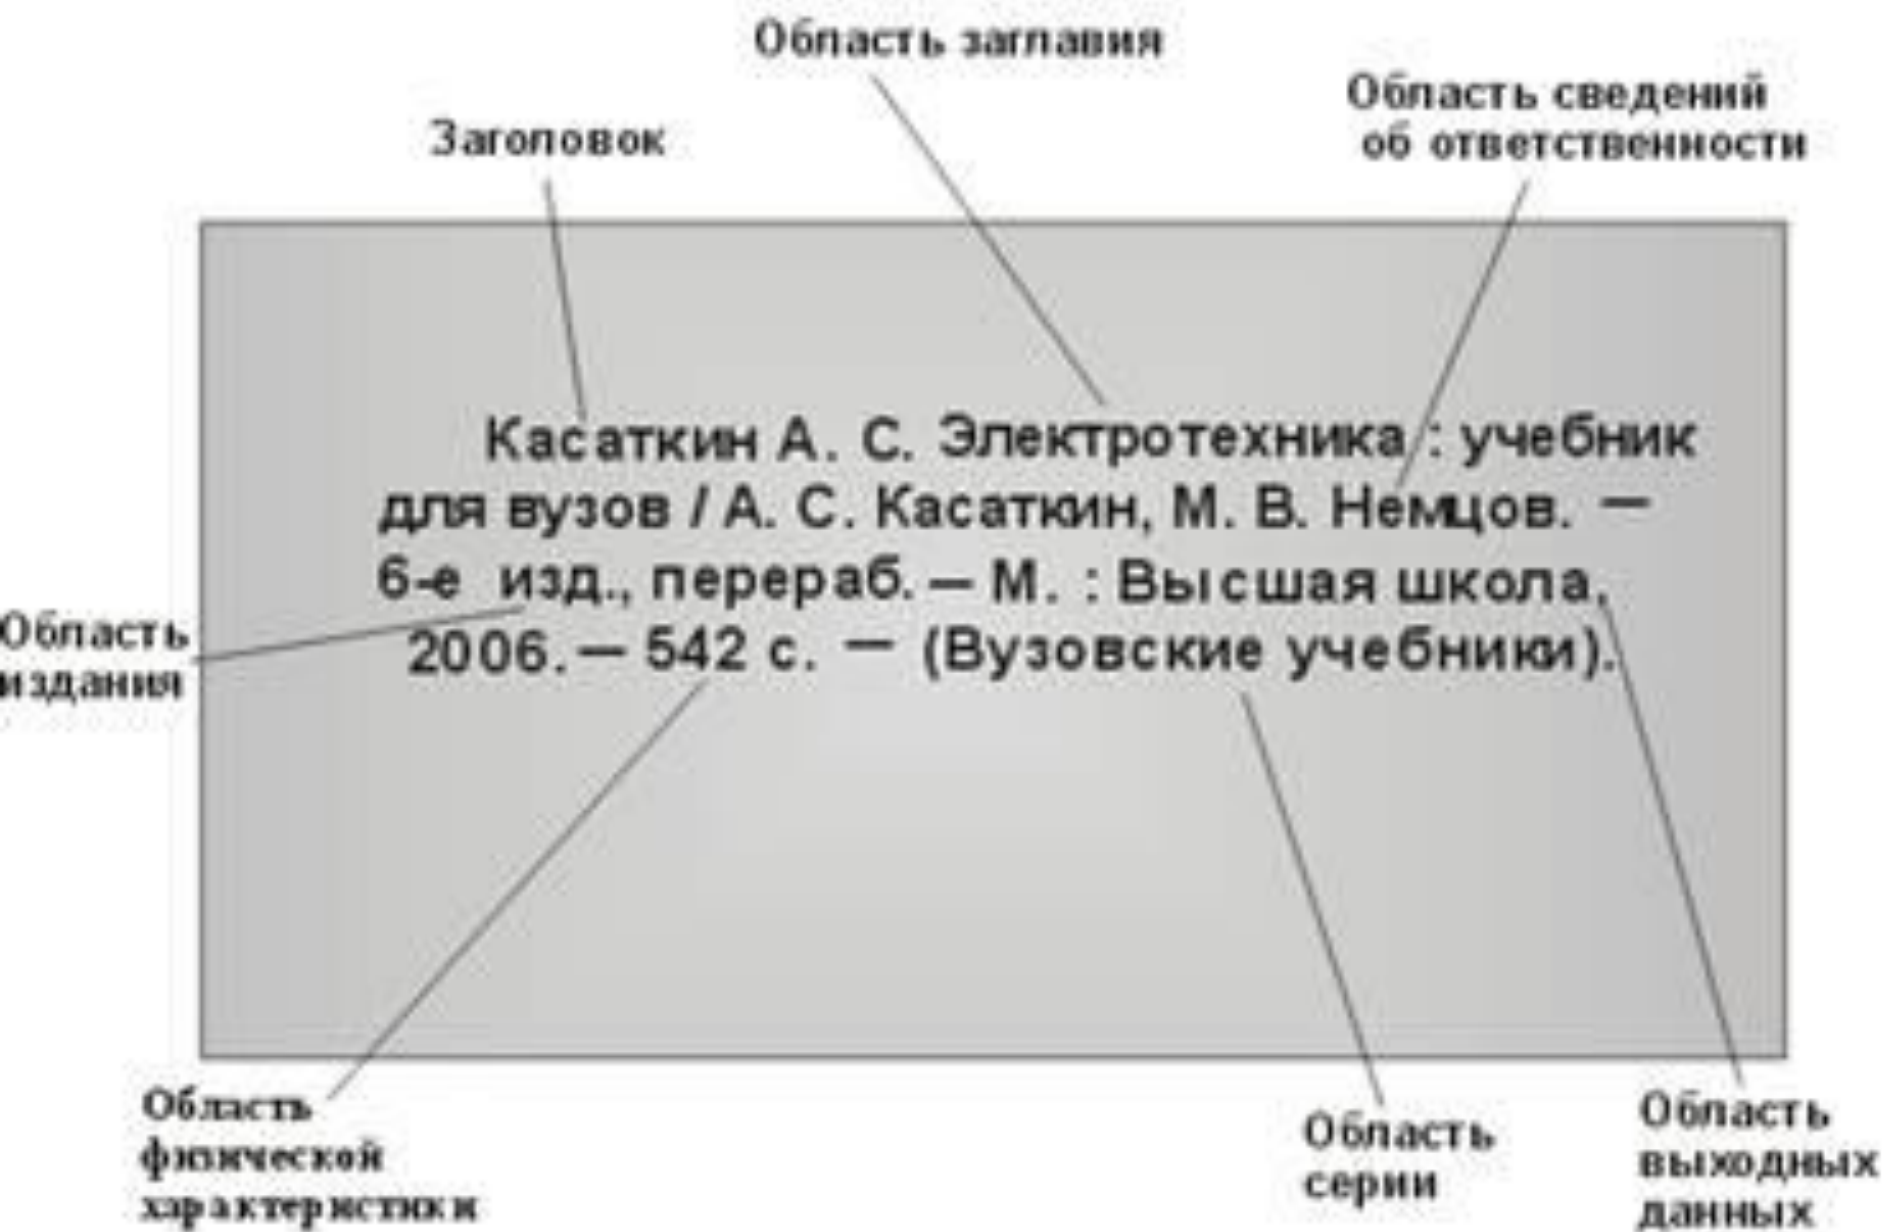 Область заглавия
Область сведений
об ответственности
Заголовок
Касаткин А. С. Электротехника : учебник
для вузов / А. С. Касаткин, М. В. Немцов. —
6-е изд., перераб. — М. : Высшая школа,
2006. — 542 с. — (Вузовские учебники).
Область
издания
Область
физической
характеристики
Область
серии
Область
выходных
данных